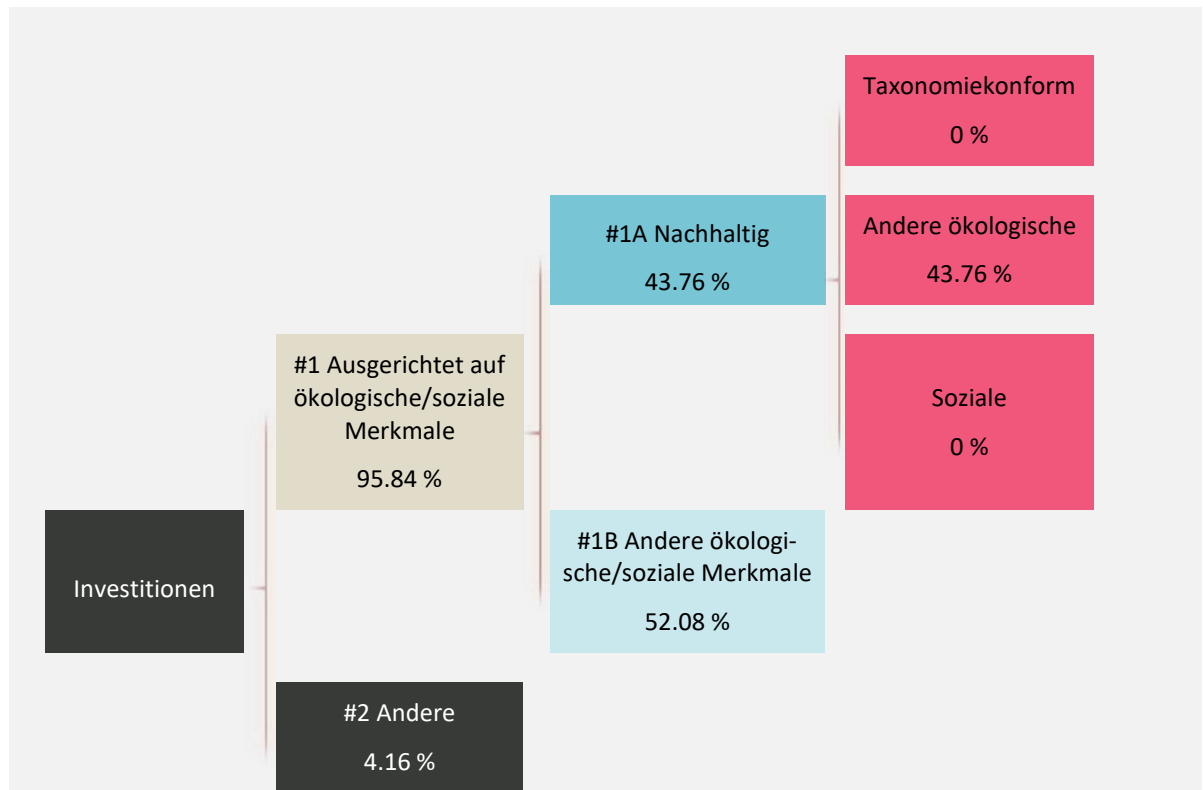 Taxonomiekonform
0 %
#1A Nachhaltig
43.76 %
Andere ökologische
43.76 %
#1 Ausgerichtet auf
ökologische/soziale
Merkmale
95.84 %
Soziale
0 %
Investitionen
#1B Andere ökologi-
sche/soziale Merkmale
52.08 %
#2 Andere
4.16 %